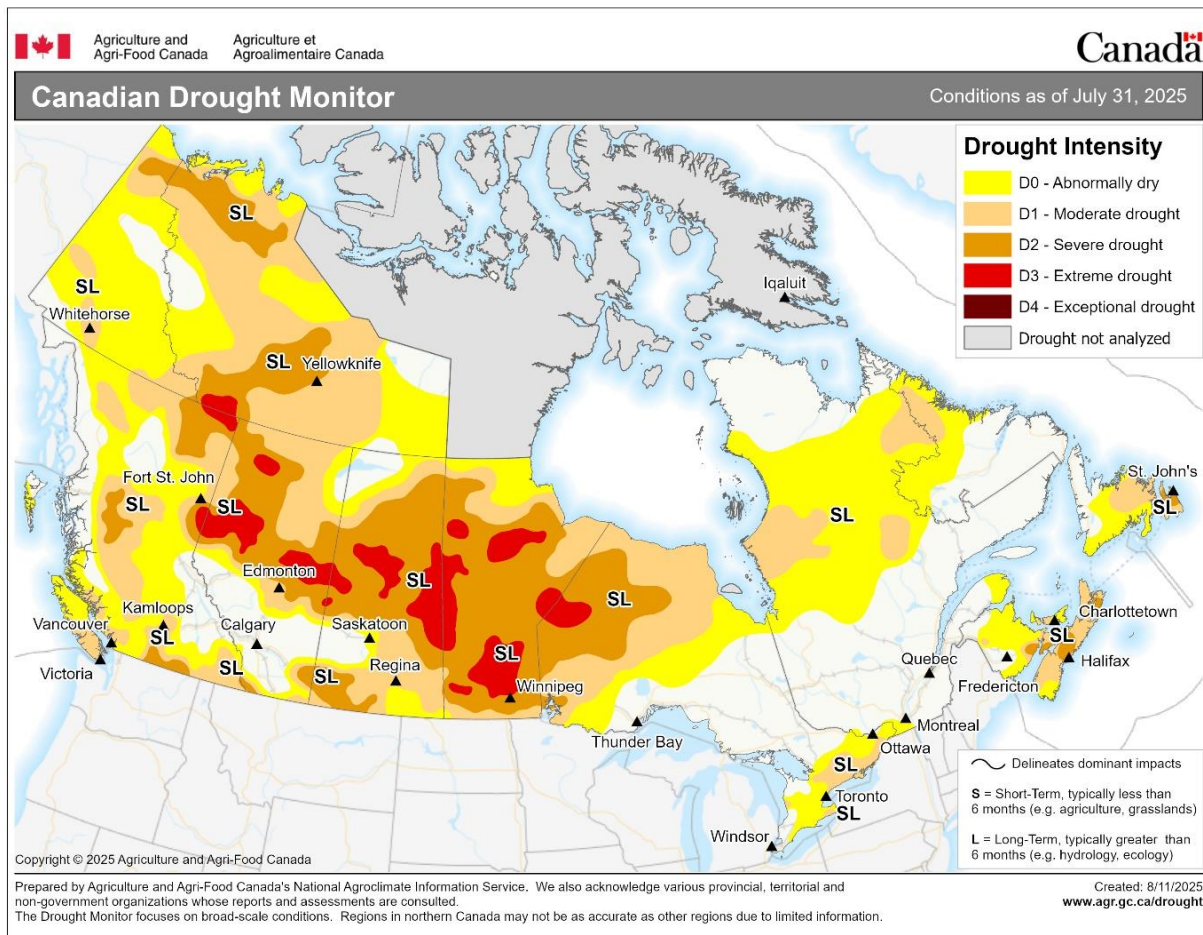 Agriculture and
Agri-Food Canada
Agriculture et
Agroalimentaire Canada
Canada
Canadian Drought Monitor
Conditions as of July 31, 2025
Drought Intensity
D0 - Abnormally dry
D1 - Moderate drought
D2 - Severe drought
D3 - Extreme drought
D4 - Exceptional drought
Drought not analyzed
SL
Iqaluit
SL
Whitehorse
SL
Yellowknife
Fort St. John
SL
SL
St. John's
SL
SL
Edmonton
SL
SL
Kamloops
Vancouver
SL
Calgary
Saskatoon
Charlottetown
SL
Victoria
SL
SL
Regina
SL
Winnipeg
Quebec
Halifax
Fredericton
Montreal
Thunder Bay
Ottawa
SL
Toronto
SL
Windsor
Delineates dominant impacts
S = Short-Term, typically less than
6 months (e.g. agriculture, grasslands)
L = Long-Term, typically greater than
6 months (e.g. hydrology, ecology)
Copyright © 2025 Agriculture and Agri-Food Canada
Prepared by Agriculture and Agri-Food Canada's National Agroclimate Information Service. We also acknowledge various provincial, territorial and
non-government organizations whose reports and assessments are consulted.
The Drought Monitor focuses on broad-scale conditions. Regions in northern Canada may not be as accurate as other regions due to limited information.
Created: 8/11/2025
www.agr.gc.ca/drought